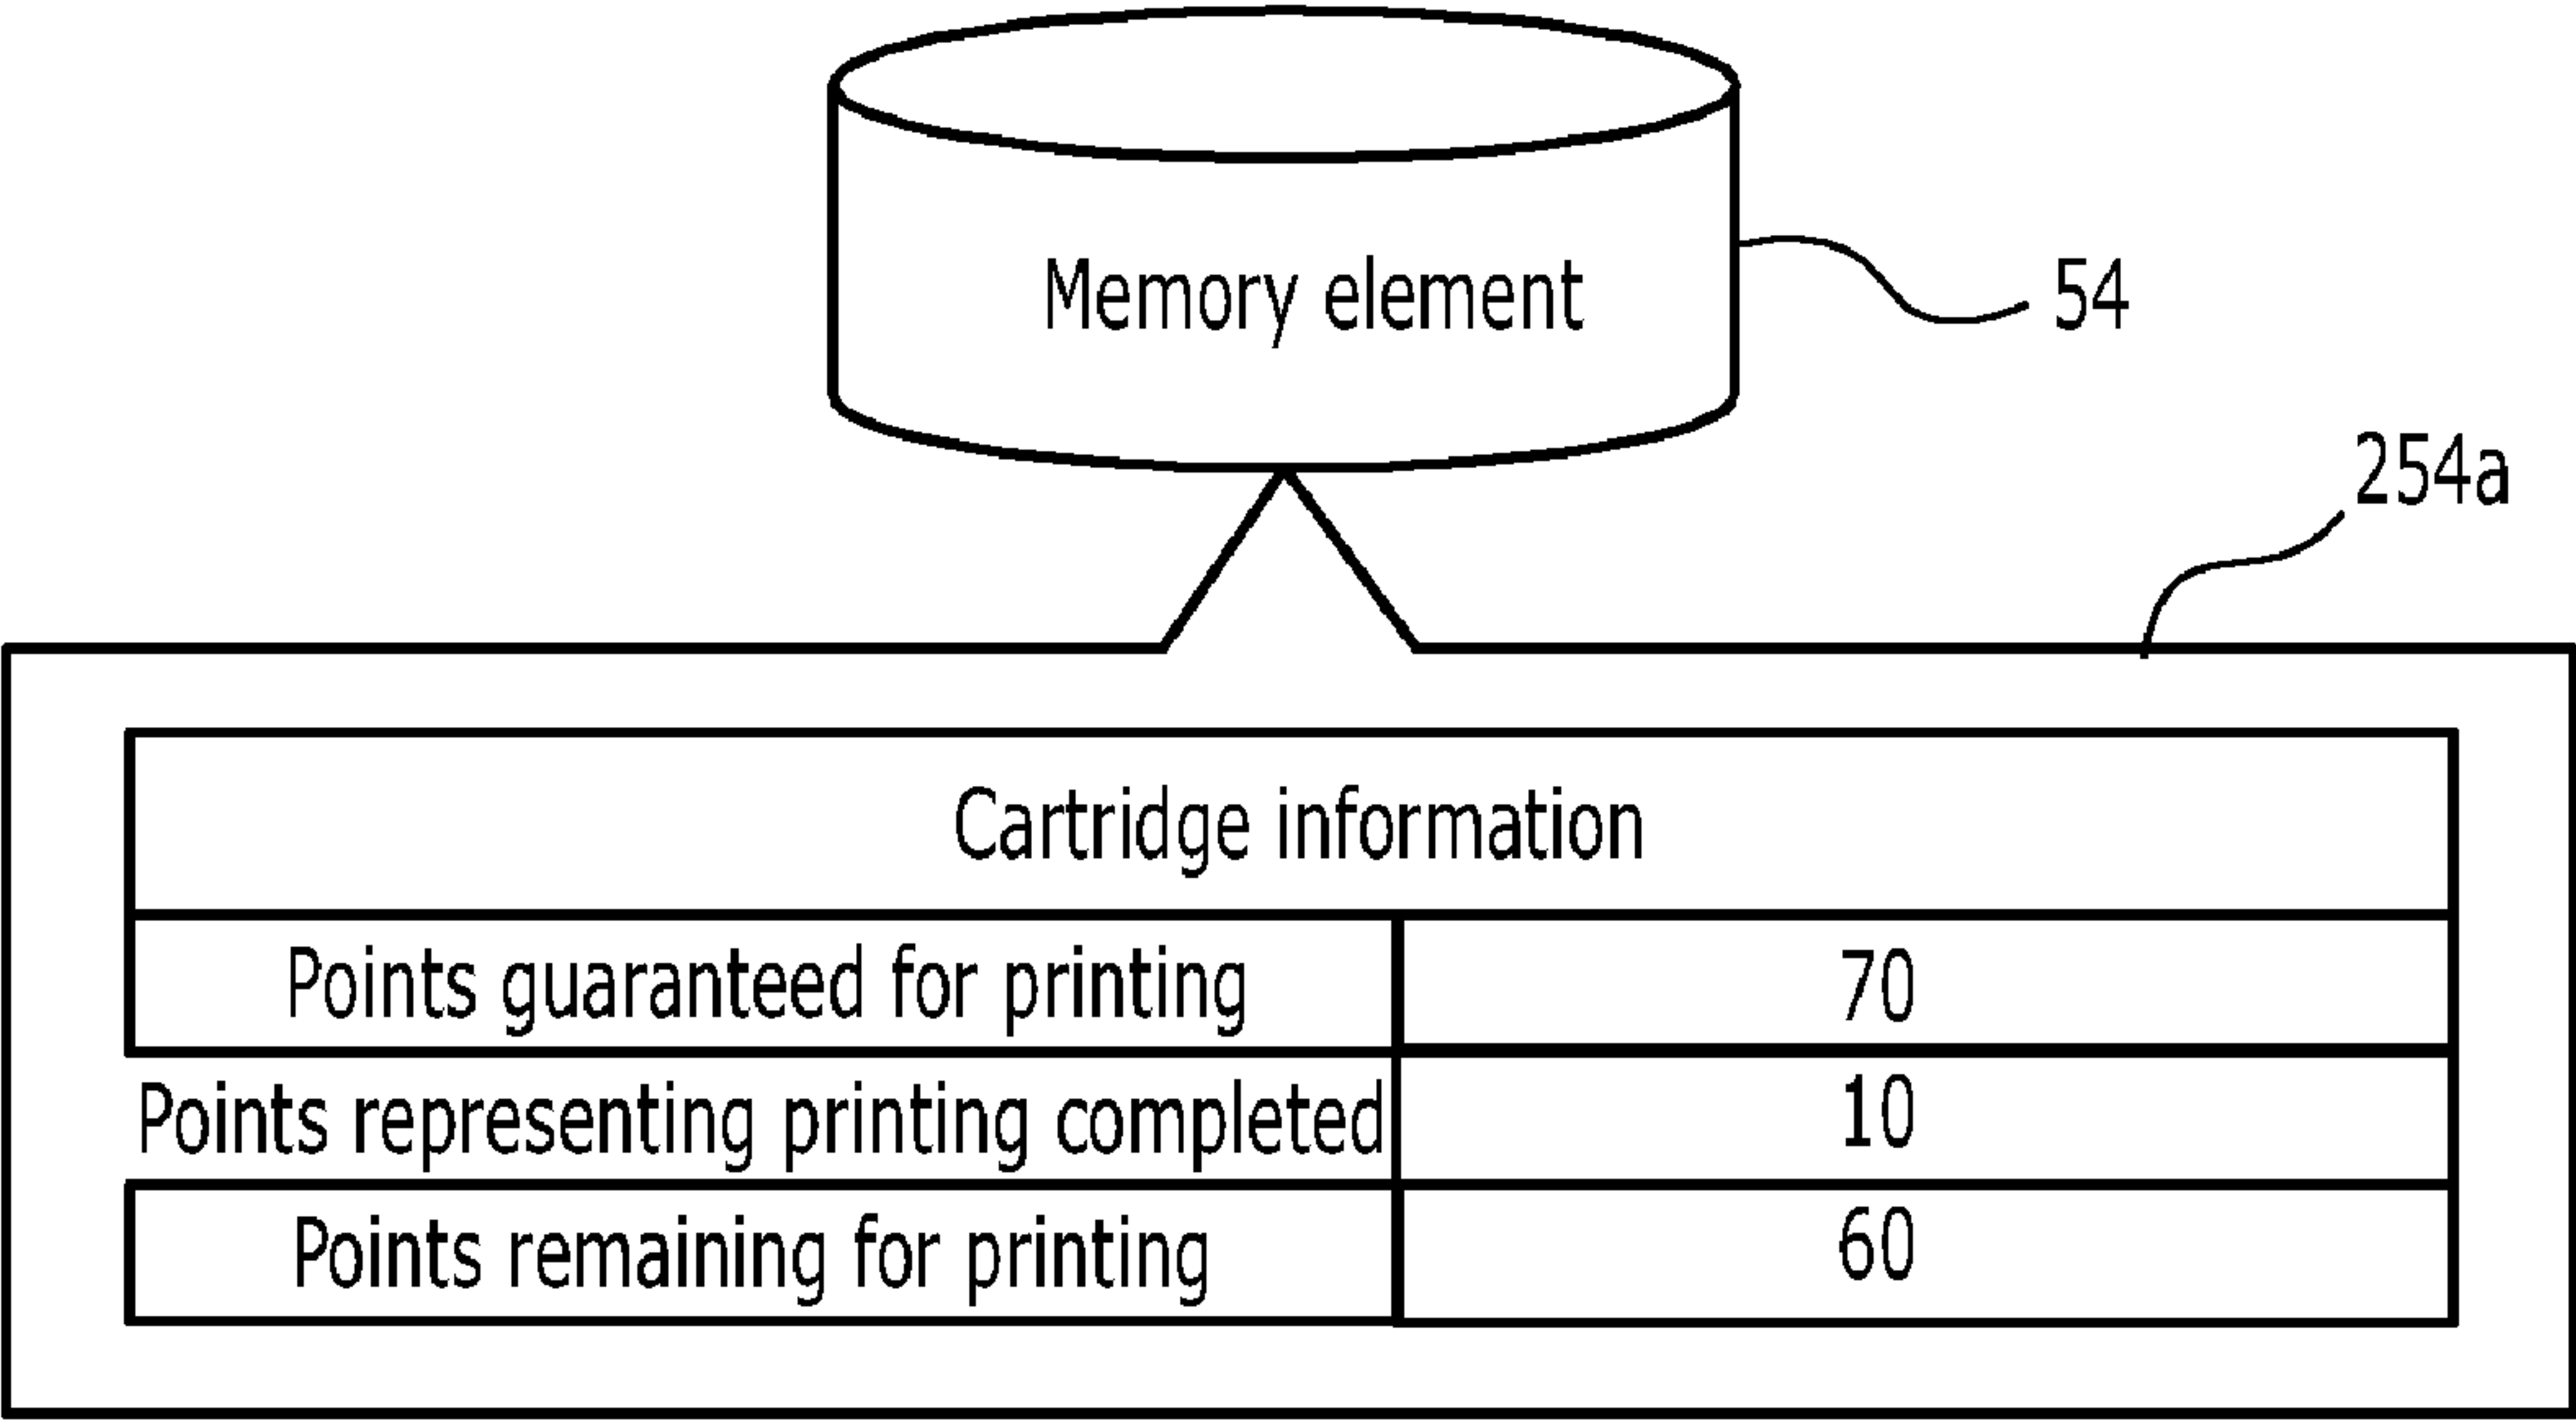 Memory element
54
254a
Cartridge information
Points guaranteed for printing 70
Points representing printing completed 10
Points remaining for printing 60